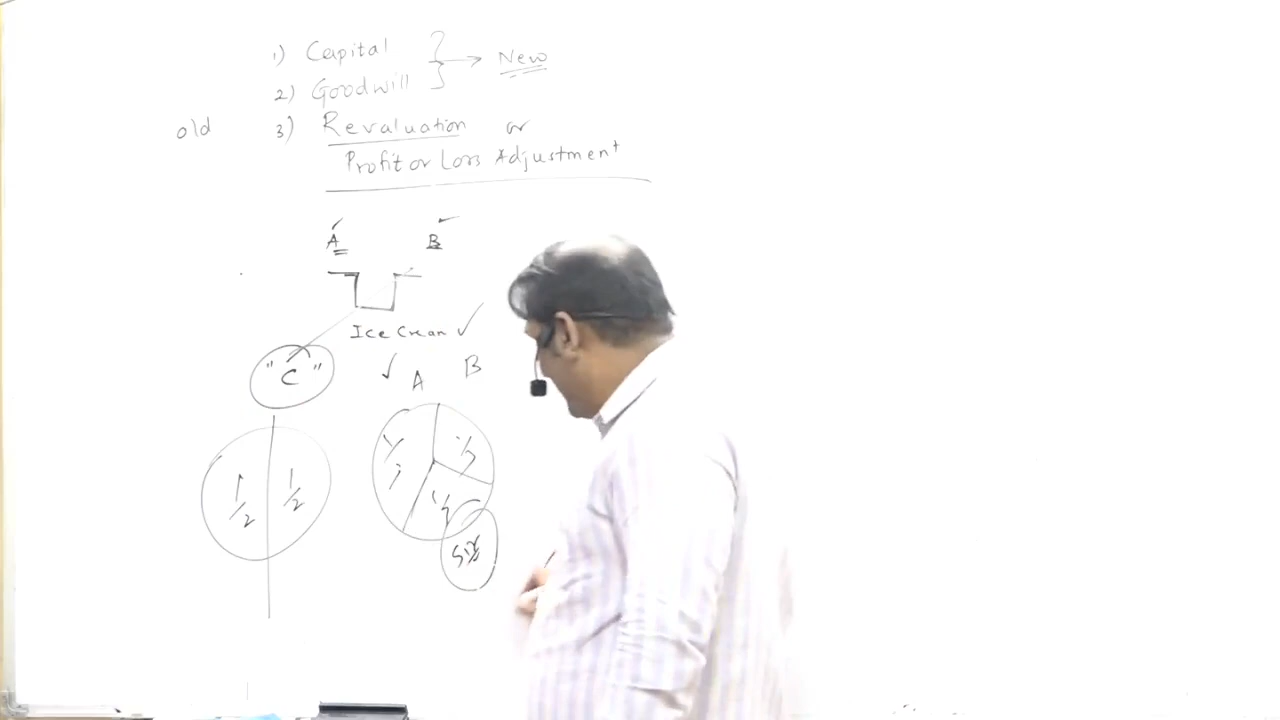 1) Capital
2) Goodwill } → New
old 3) Revaluation or
Profit or Loss Adjustment
A B
Ice Cream ✓
"C"
✓ A B
1/2 1/2
1/3 1/3
1/3